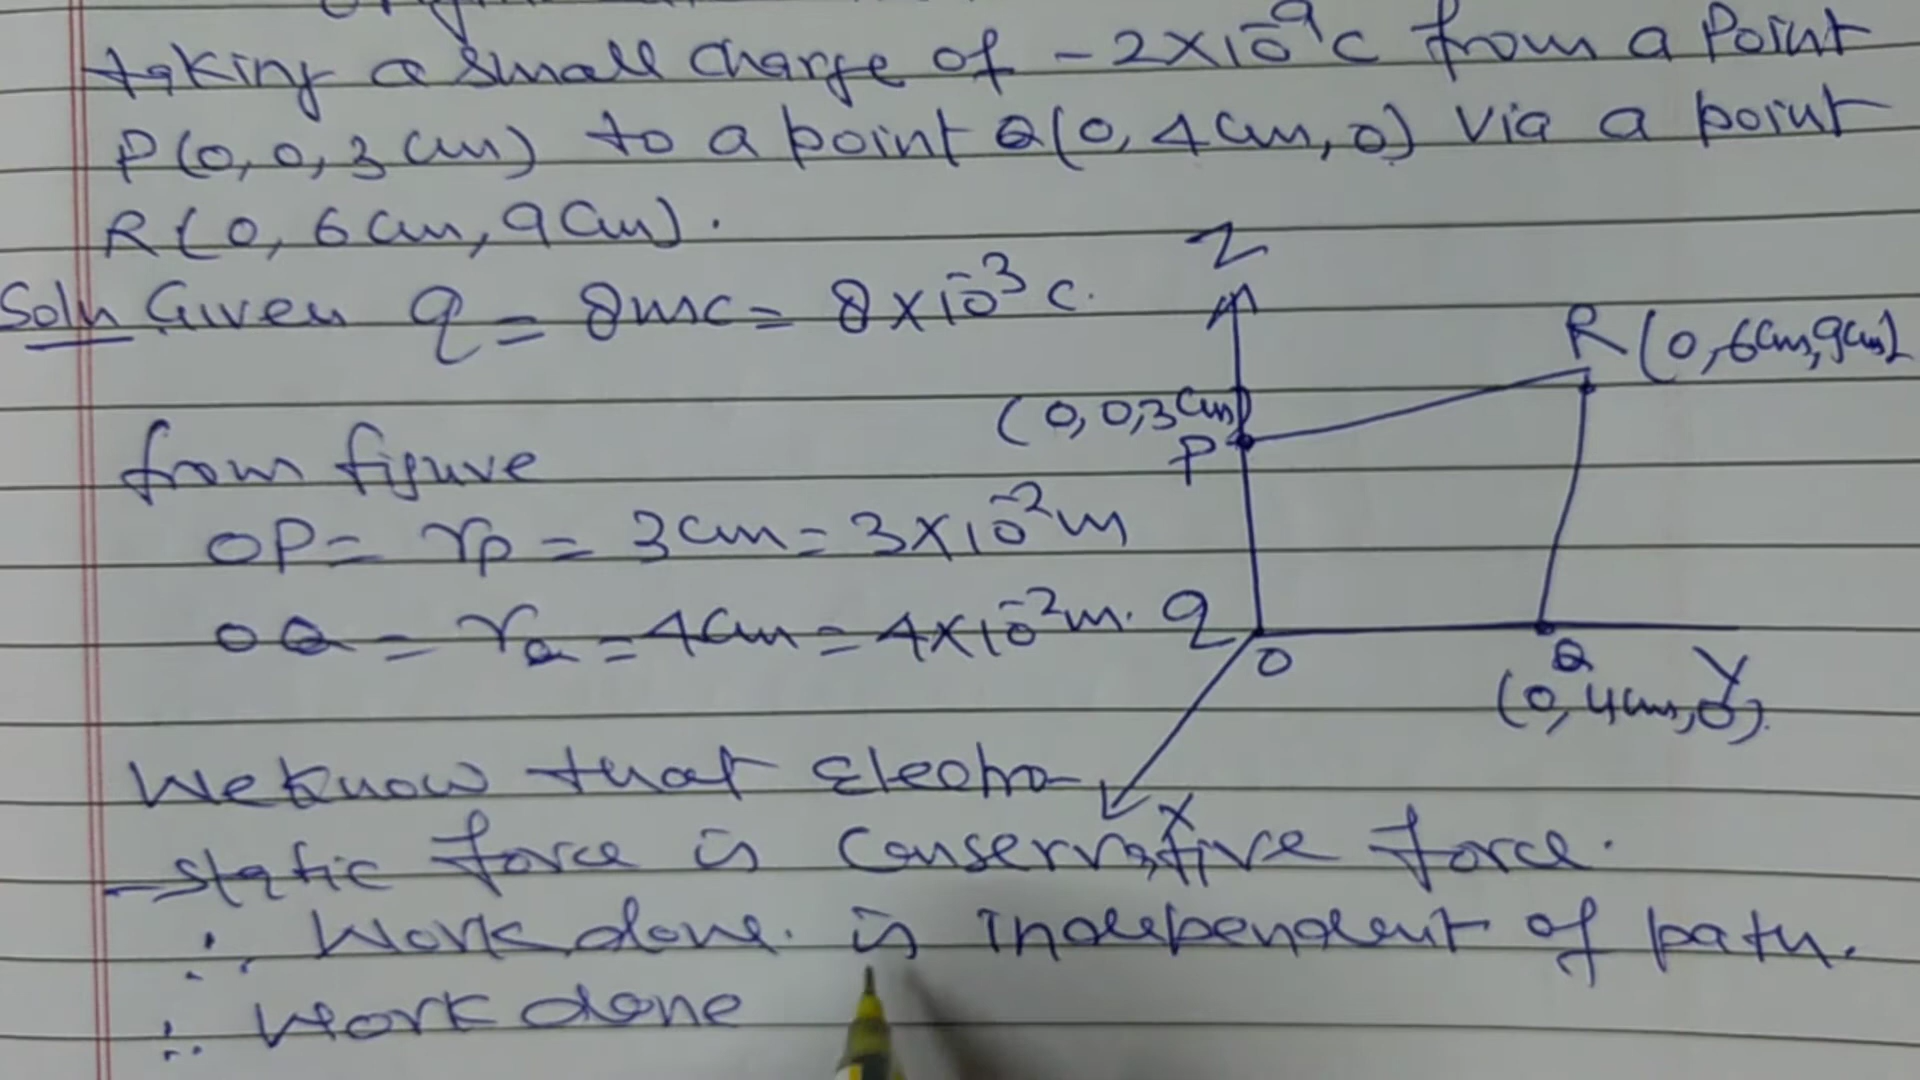 taking a small charge of -2×10⁻⁹C from a Point
P(0,0,3cm) to a point Q(0,4cm,0) via a point
R(0,6cm,9cm).
Z
Soln Given q = 8mC = 8×10⁻³C.
R(0,6cm,9cm)
(0,0,3cm)
P
from figure
OP = rp = 3cm = 3×10⁻²m
OQ = rQ = 4cm = 4×10⁻²m. q
O
Q
Y
(0,4cm,0).
We know that Electro
X
-static force is Conservative force.
∴ Work done. is independent of path.
∴ Work done